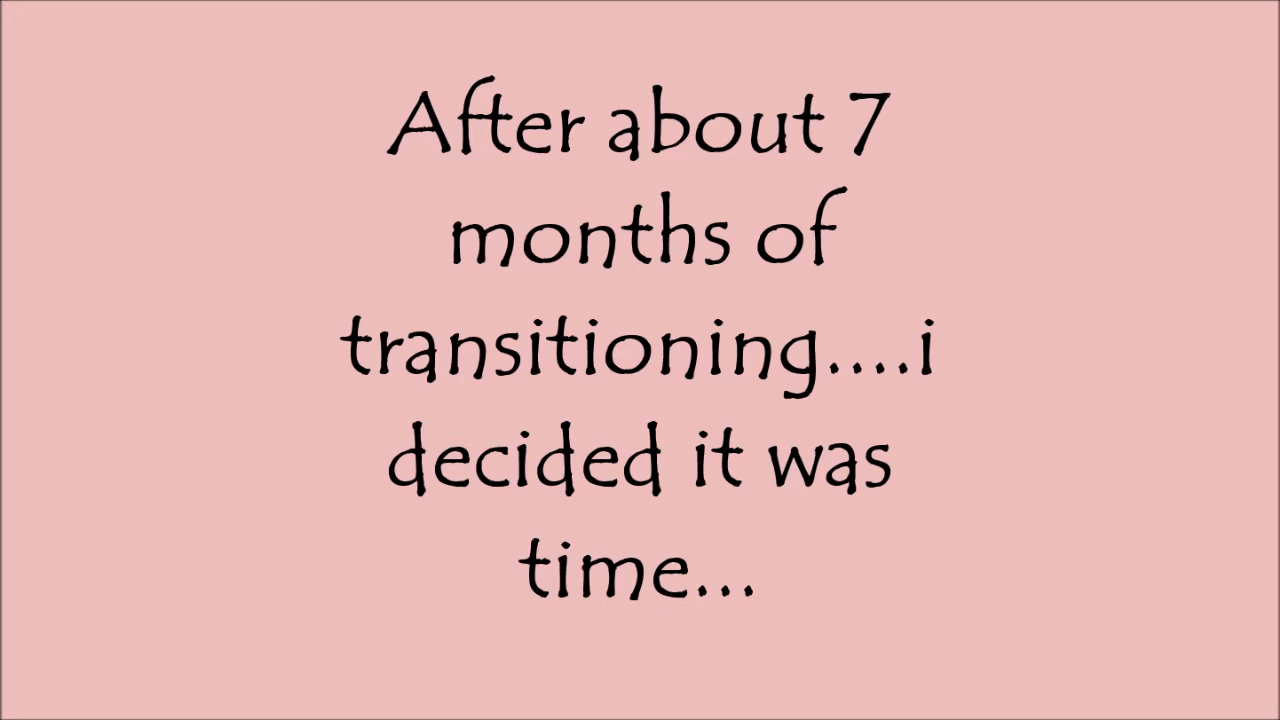 After about 7
months of
transitioning....i
decided it was
time...